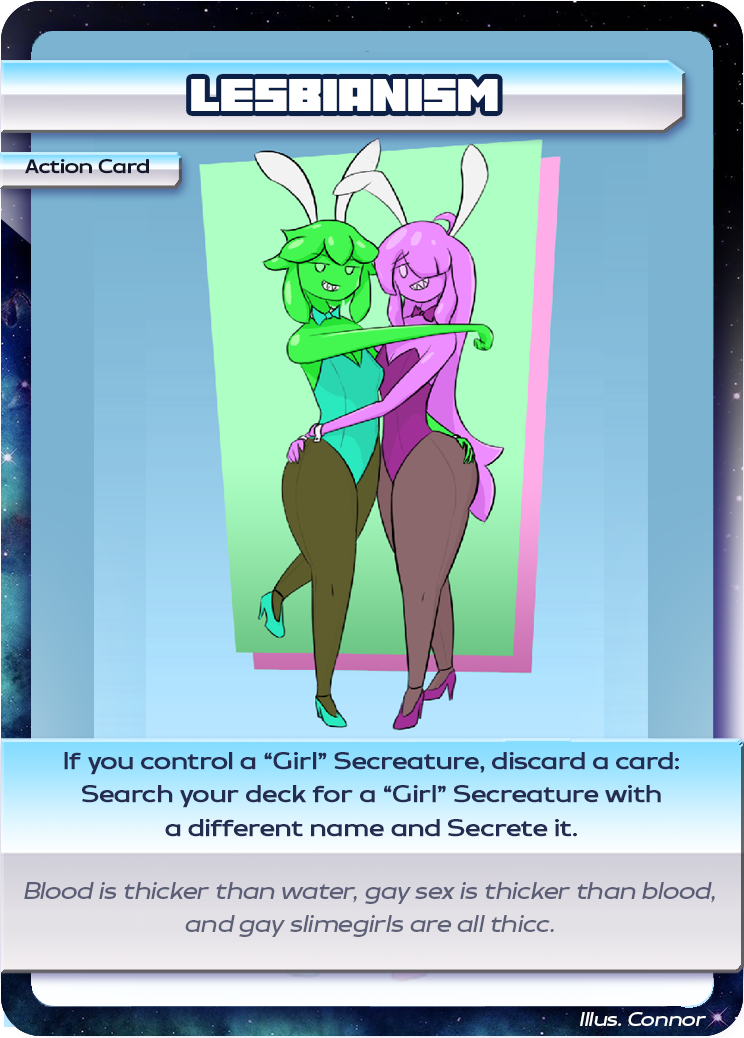 LESBIANISM
Action Card
If you control a “Girl” Secreature, discard a card:
Search your deck for a “Girl” Secreature with
a different name and Secrete it.
Blood is thicker than water, gay sex is thicker than blood,
and gay slimegirls are all thicc.
Illus. Connor